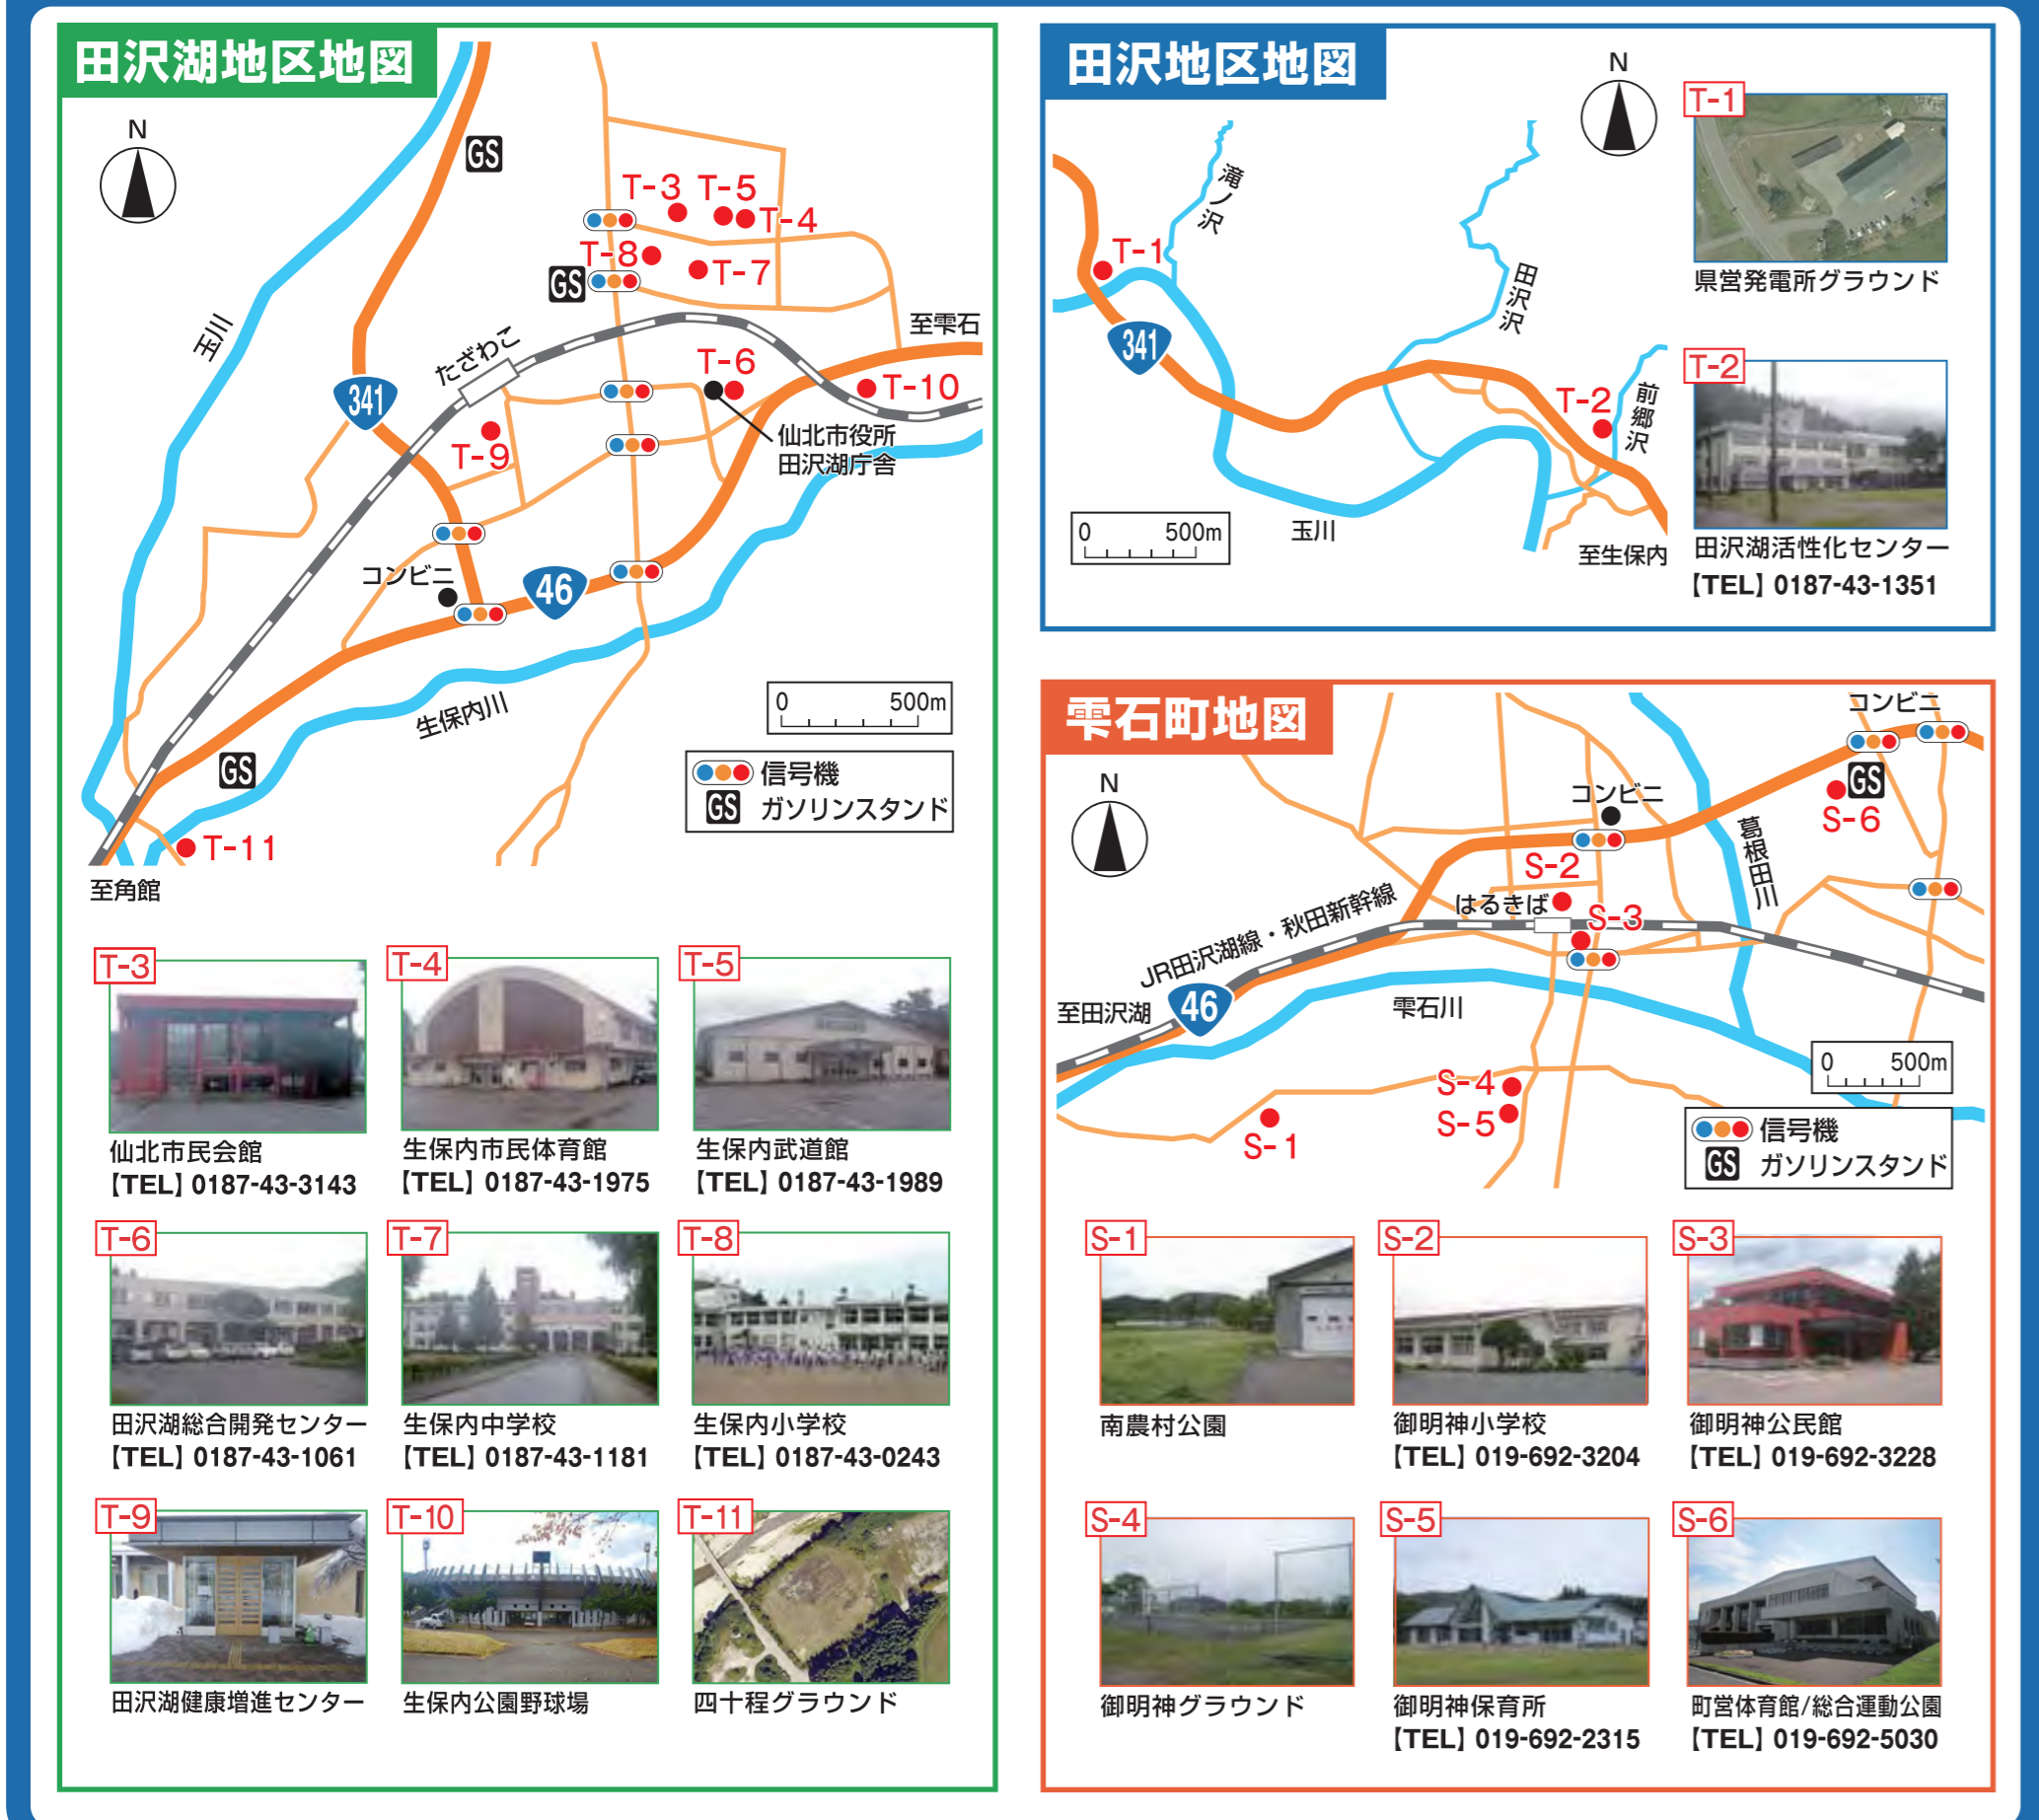 田沢湖地区地図
N
GS
T-3
T-5
T-4
T-8
T-7
GS
玉川
至雫石
たざわこ
T-6
T-10
341
仙北市役所
田沢湖庁舎
T-9
コンビニ
46
生保内川
0 500m
信号機
GS ガソリンスタンド
GS
T-11
至角館
T-3
仙北市民会館
【TEL】0187-43-3143
T-4
生保内市民体育館
【TEL】0187-43-1975
T-5
生保内武道館
【TEL】0187-43-1989
T-6
田沢湖総合開発センター
【TEL】0187-43-1061
T-7
生保内中学校
【TEL】0187-43-1181
T-8
生保内小学校
【TEL】0187-43-0243
T-9
田沢湖健康増進センター
T-10
生保内公園野球場
T-11
四十程グラウンド
田沢地区地図
N
滝ノ沢
T-1
田沢沢
341
T-2
前郷沢
0 500m
玉川
至生保内
T-1
県営発電所グラウンド
T-2
田沢湖活性化センター
【TEL】0187-43-1351
雫石町地図
N
コンビニ
GS
S-6
コンビニ
葛根田川
S-2
はるきば
S-3
JR田沢湖線・秋田新幹線
至田沢湖
46
雫石川
0 500m
S-4
S-5
S-1
信号機
GS ガソリンスタンド
S-1
南農村公園
S-2
御明神小学校
【TEL】019-692-3204
S-3
御明神公民館
【TEL】019-692-3228
S-4
御明神グラウンド
S-5
御明神保育所
【TEL】019-692-2315
S-6
町営体育館/総合運動公園
【TEL】019-692-5030